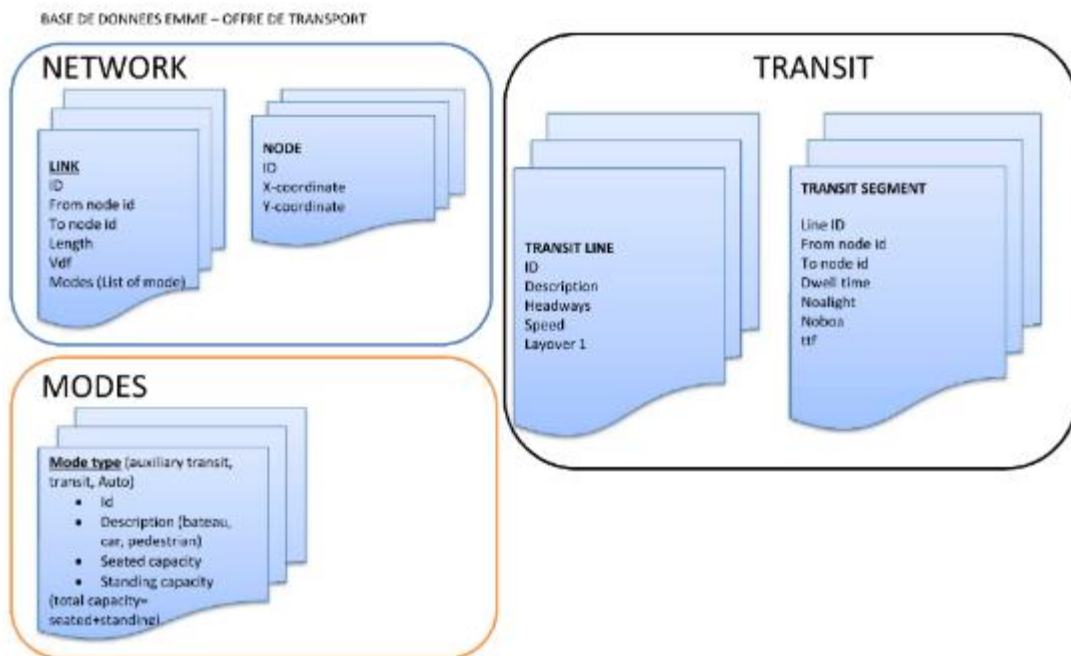 BASE DE DONNEES EMME – OFFRE DE TRANSPORT
NETWORK
LINK
ID
From node id
To node id
Length
Vdf
Modes (List of mode)
NODE
ID
X-coordinate
Y-coordinate
TRANSIT
TRANSIT LINE
ID
Description
Headways
Speed
Layover 1
TRANSIT SEGMENT
Line ID
From node id
To node id
Dwell time
Noalight
Noboa
ttf
MODES
Mode type (auxiliary transit,
transit, Auto)
• Id
• Description (bateau,
car, pedestrian)
• Seated capacity
• Standing capacity
(total capacity=
seated+standing)